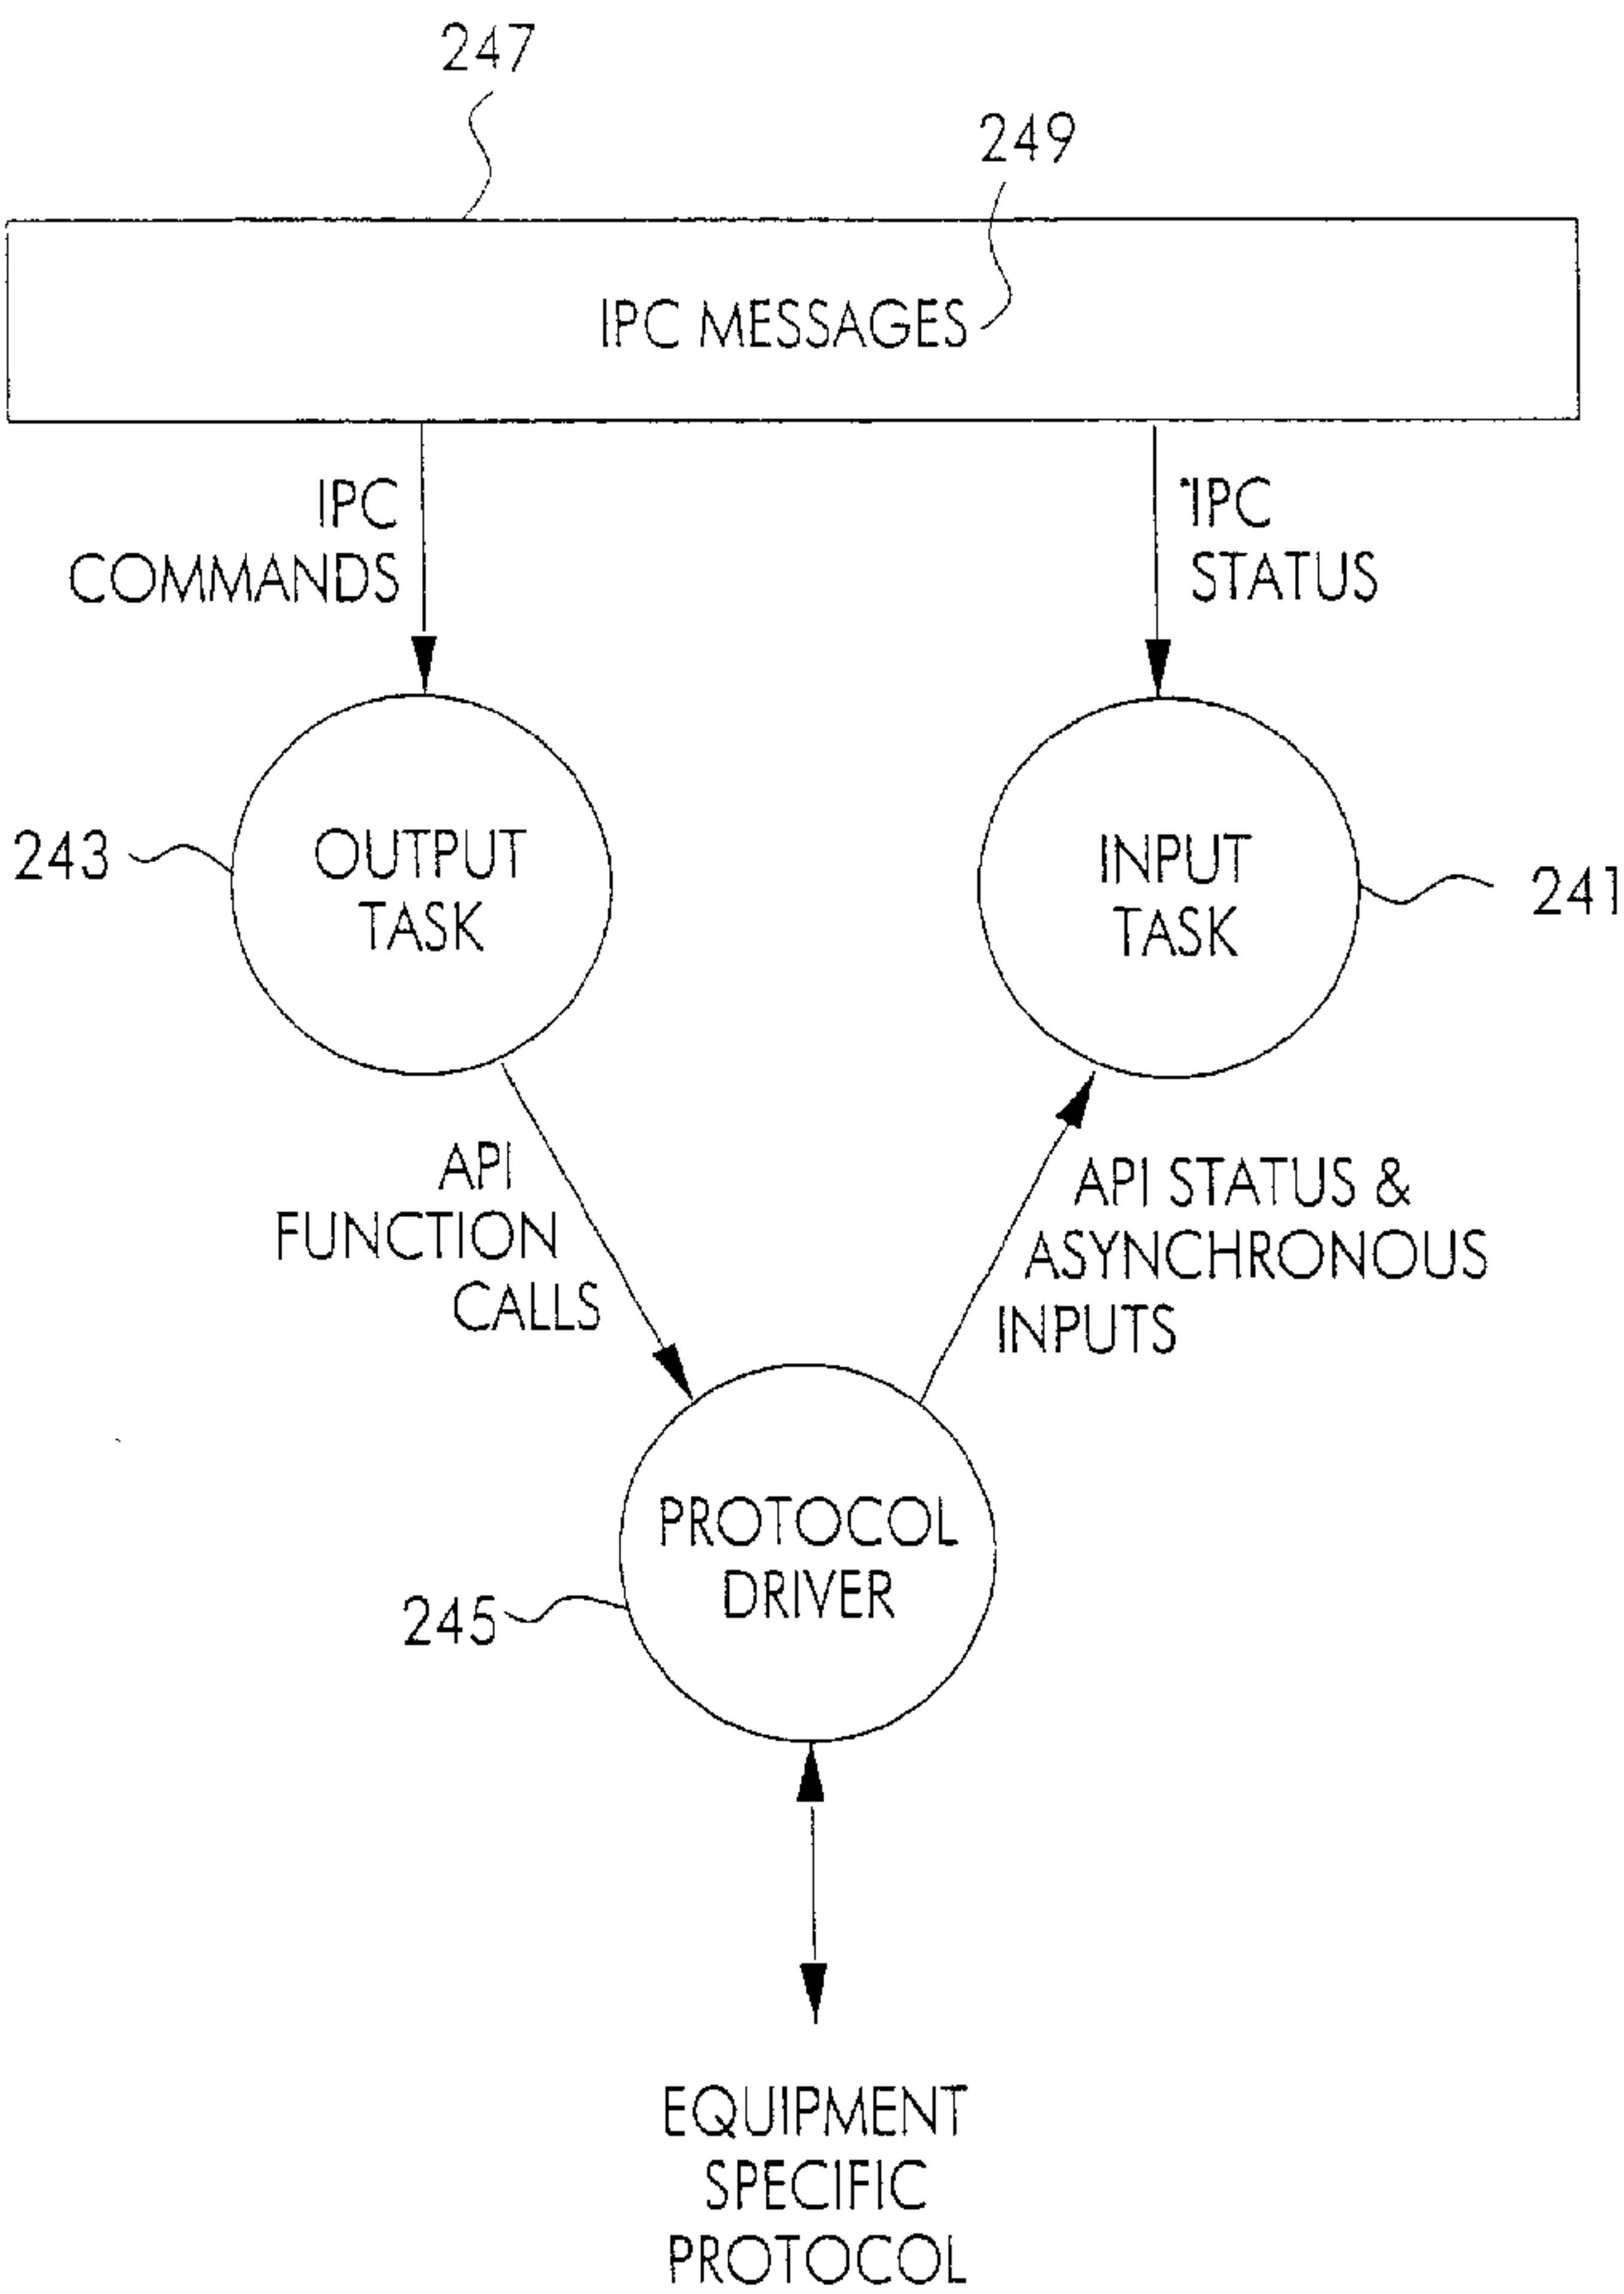 247
249
IPC MESSAGES
IPC
COMMANDS
IPC
STATUS
243
OUTPUT
TASK
INPUT
TASK
241
API
FUNCTION
CALLS
API STATUS &
ASYNCHRONOUS
INPUTS
PROTOCOL
DRIVER
245
EQUIPMENT
SPECIFIC
PROTOCOL